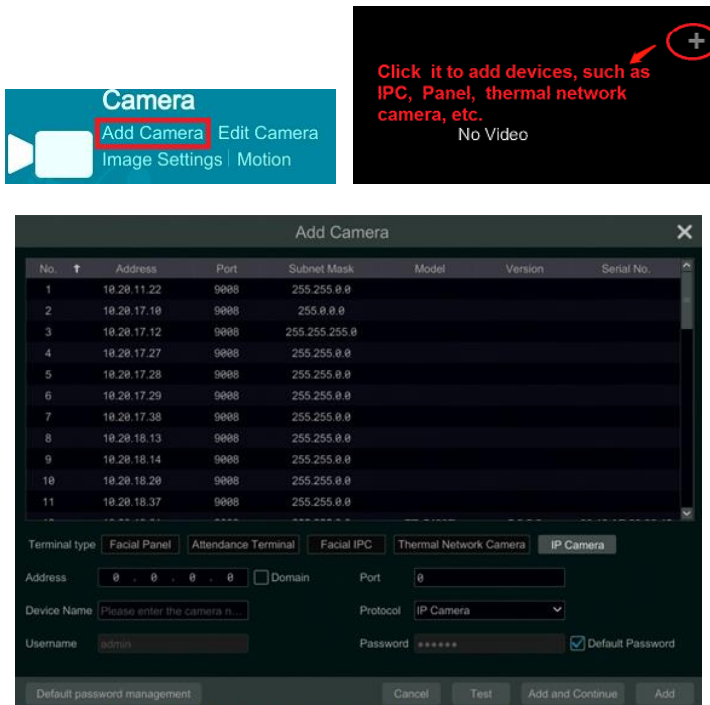 Camera
Add Camera Edit Camera
Image Settings Motion
+
Click it to add devices, such as
IPC, Panel, thermal network
camera, etc.
No Video
Add Camera
No. Address Port Subnet Mask Model Version Serial No.
1 10.20.11.22 9008 255.255.0.0
2 10.20.17.10 9008 255.0.0.0
3 10.20.17.12 9008 255.255.255.0
4 10.20.17.27 9008 255.255.0.0
5 10.20.17.28 9008 255.255.0.0
6 10.20.17.29 9008 255.255.0.0
7 10.20.17.38 9008 255.255.0.0
8 10.20.18.13 9008 255.255.0.0
9 10.20.18.14 9008 255.255.0.0
10 10.20.18.20 9008 255.255.0.0
11 10.20.18.37 9008 255.255.0.0
Terminal type Facial Panel Attendance Terminal Facial IPC Thermal Network Camera IP Camera
Address 0 . 0 . 0 . 0 Domain Port 0
Device Name Please enter the camera n... Protocol IP Camera
Username admin Password ●●●●●● Default Password
Default password management Cancel Test Add and Continue Add